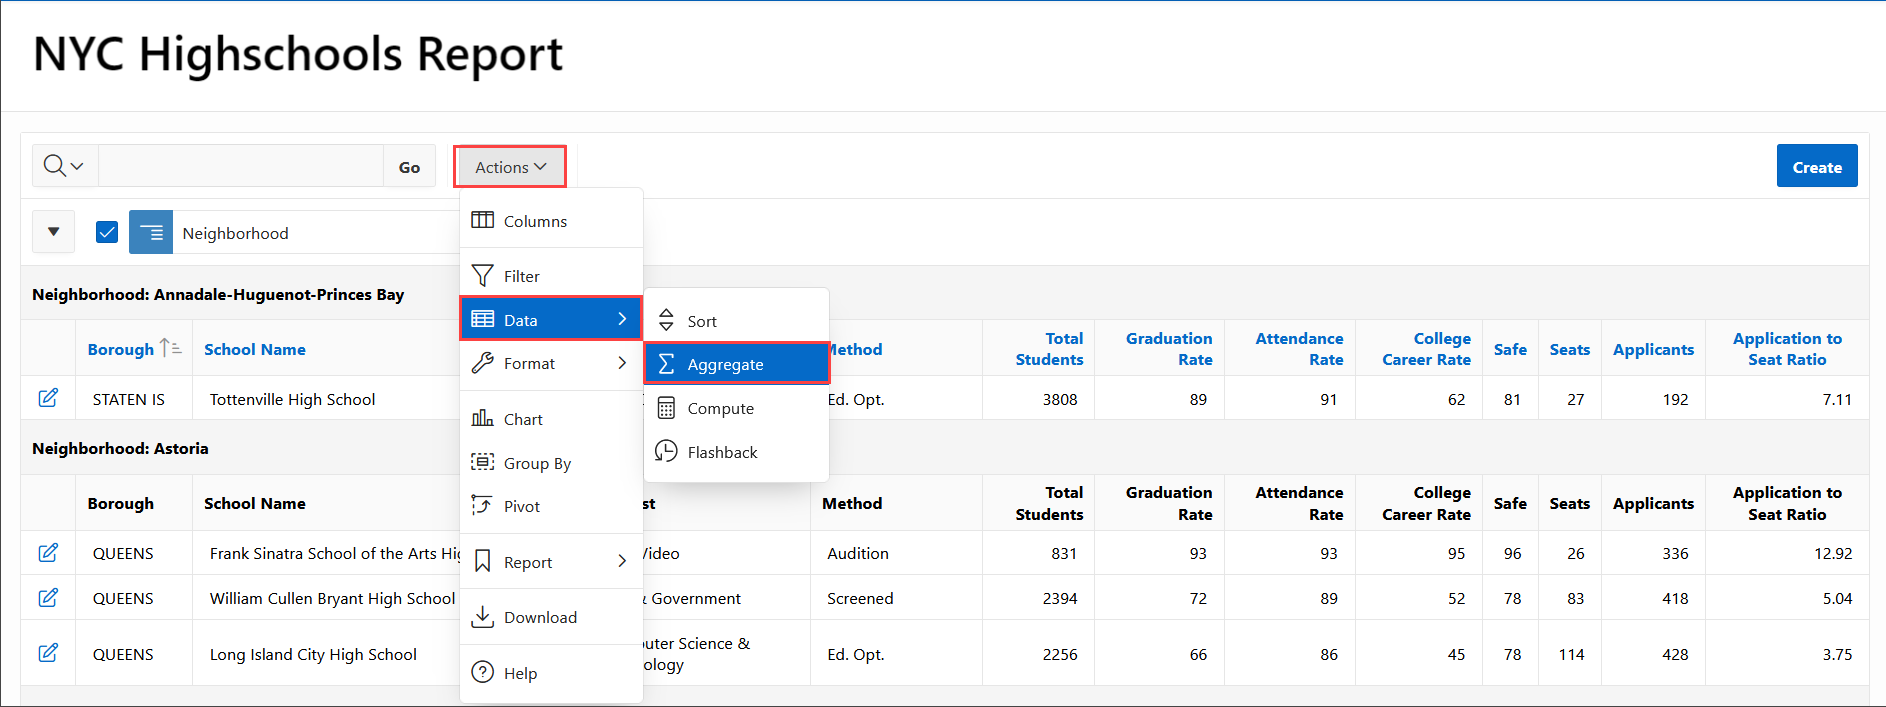 NYC Highschools Report
Go
Actions
Create
Neighborhood
Columns
Filter
Data
Format
Chart
Group By
Pivot
Report
Download
Help
Sort
Aggregate
Compute
Flashback
Neighborhood: Annadale-Huguenot-Princes Bay
Borough School Name Method Total Students Graduation Rate Attendance Rate College Career Rate Safe Seats Applicants Application to Seat Ratio
STATEN IS Tottenville High School Ed. Opt. 3808 89 91 62 81 27 192 7.11
Neighborhood: Astoria
Borough School Name Method Total Students Graduation Rate Attendance Rate College Career Rate Safe Seats Applicants Application to Seat Ratio
QUEENS Frank Sinatra School of the Arts Video Audition 831 93 93 95 96 26 336 12.92
QUEENS William Cullen Bryant High School & Government Screened 2394 72 89 52 78 83 418 5.04
QUEENS Long Island City High School Science & Ed. Opt. 2256 66 86 45 78 114 428 3.75